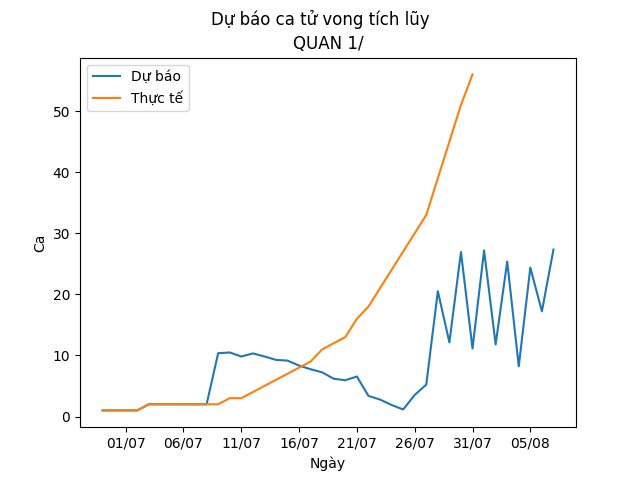 Dự báo ca tử vong tích lũy
QUAN 1/
Dự báo
Thực tế
Ca
50
40
30
20
10
0
01/07 06/07 11/07 16/07 21/07 26/07 31/07 05/08
Ngày